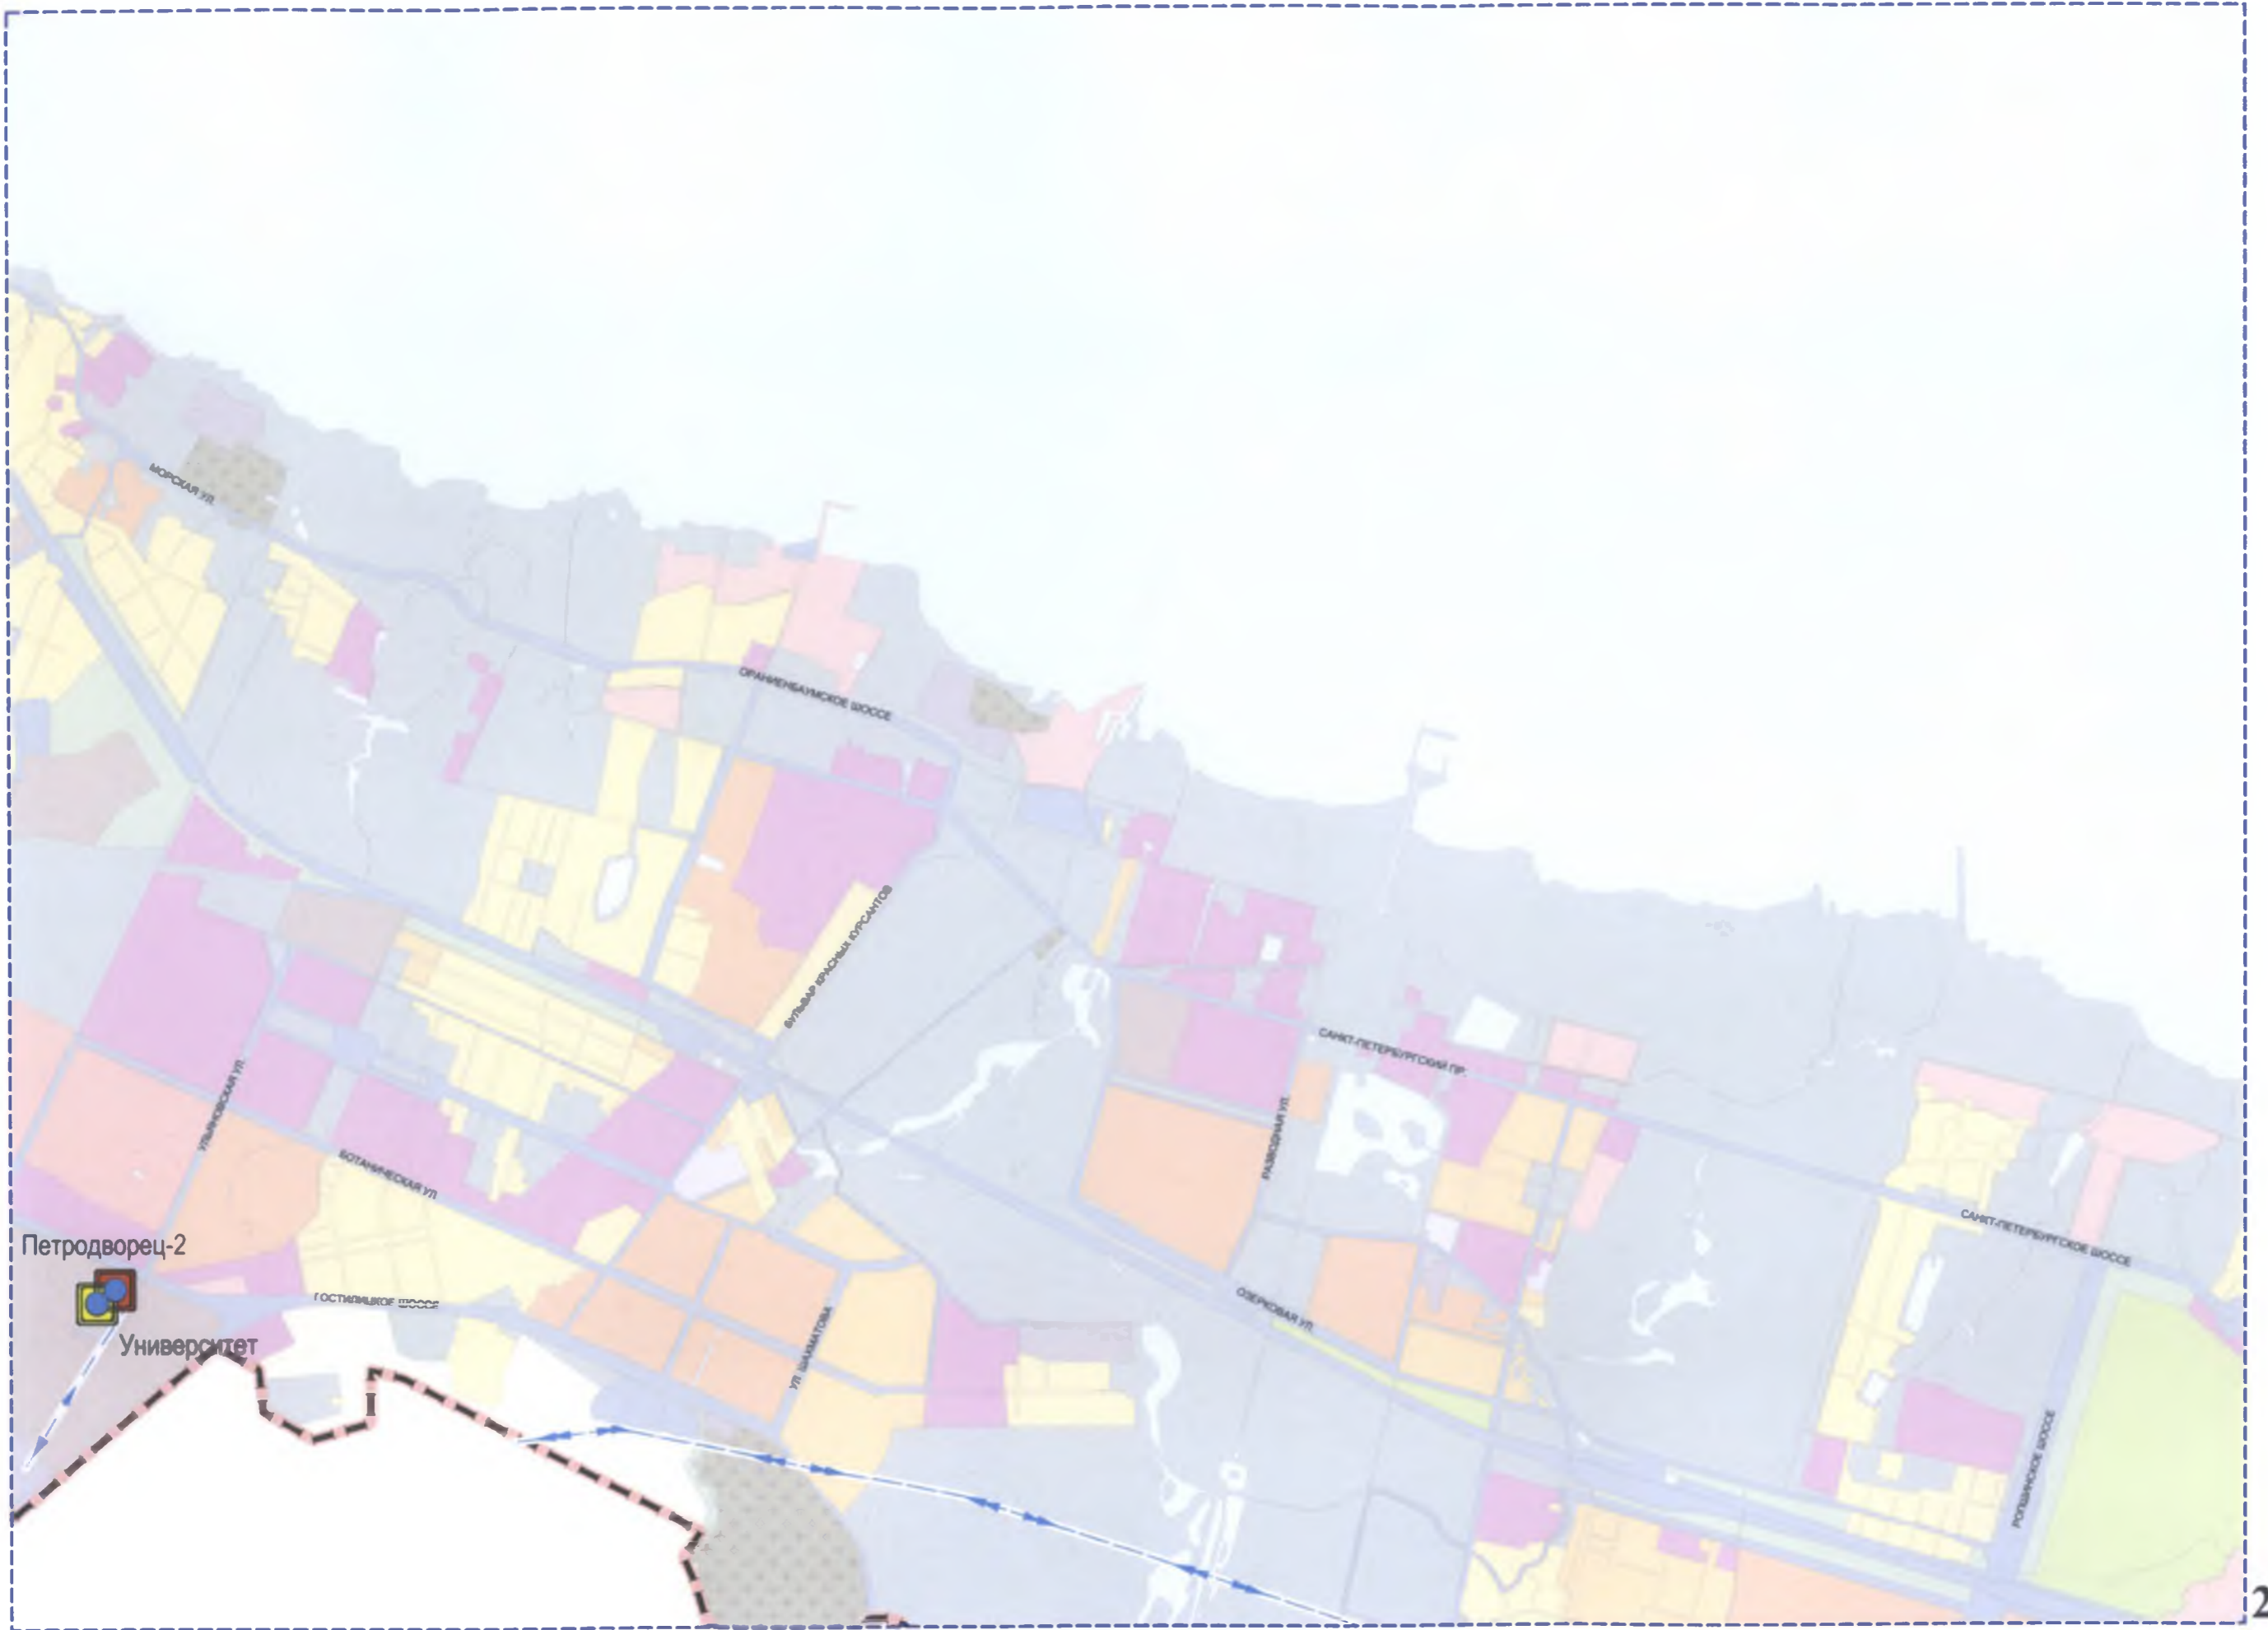 МОРСКАЯ УЛ.
ОРАНИЕНБАУМСКОЕ ШОССЕ
БУЛЬВАР КРАСНЫХ КУРСАНТОВ
САНКТ-ПЕТЕРБУРГСКИЙ ПР.
УЛЬЯНОВСКАЯ УЛ.
РАЗВОДНАЯ УЛ.
БОТАНИЧЕСКАЯ УЛ
САНКТ-ПЕТЕРБУРГСКОЕ ШОССЕ
Петродворец-2
ГОСТИЛИЦКОЕ ШОССЕ
ОЗЕРКОВАЯ УЛ.
Университет
УЛ ШАХМАТОВА
РОПШИНСКОЕ ШОССЕ
2